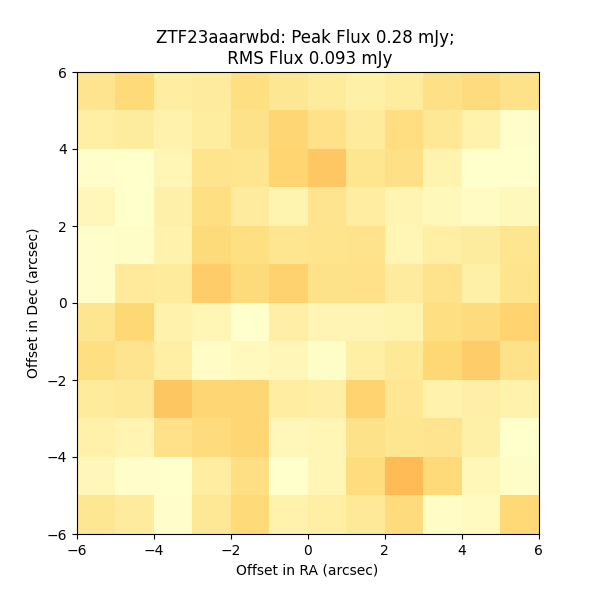 ZTF23aaarwbd: Peak Flux 0.28 mJy;
RMS Flux 0.093 mJy
6
4
2
0
−2
−4
−6
Offset in Dec (arcsec)
−6 −4 −2 0 2 4 6
Offset in RA (arcsec)